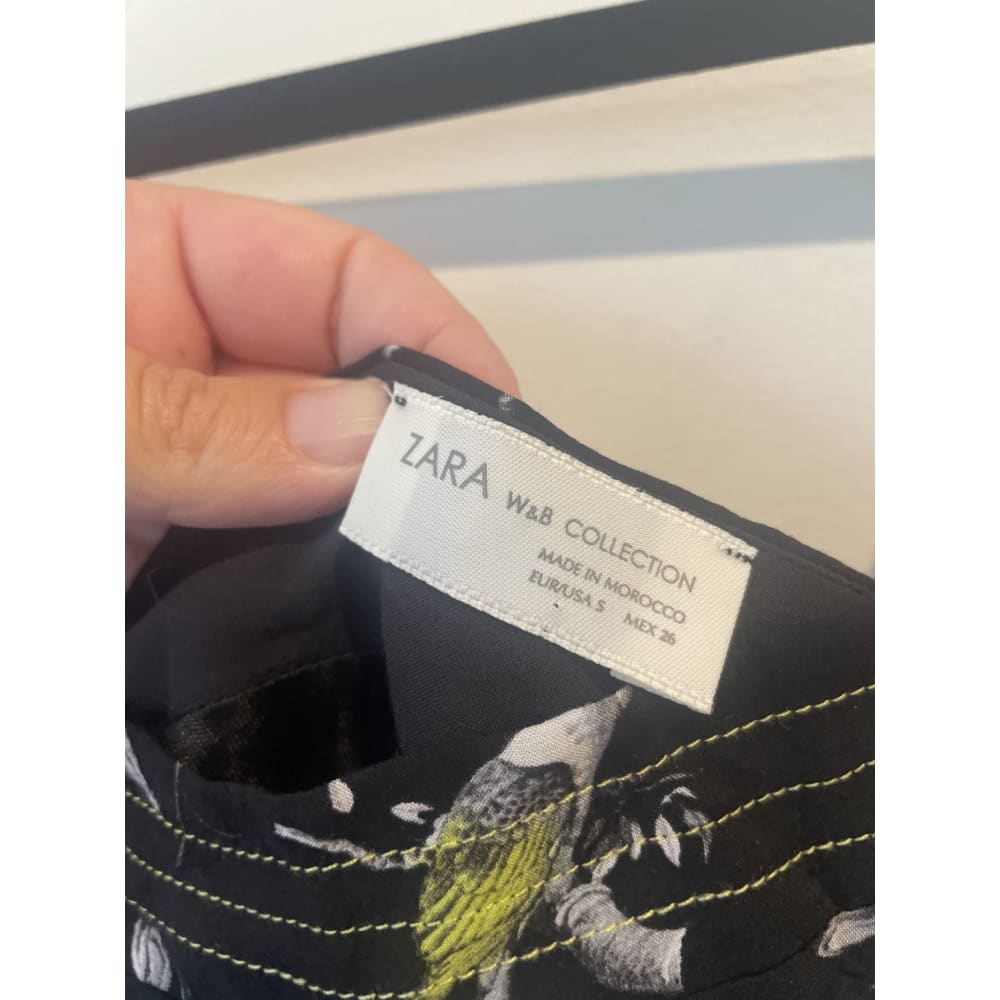 ZARA W&B COLLECTION
MADE IN MOROCCO
EUR/USA S MEX 26